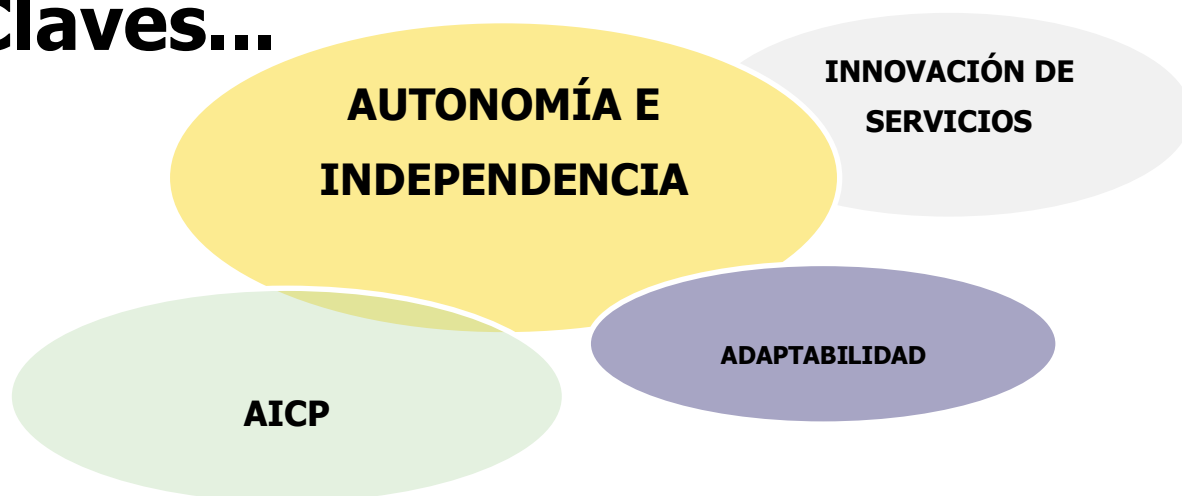 Claves...
AUTONOMÍA E
INDEPENDENCIA
INNOVACIÓN DE
SERVICIOS
ADAPTABILIDAD
AICP